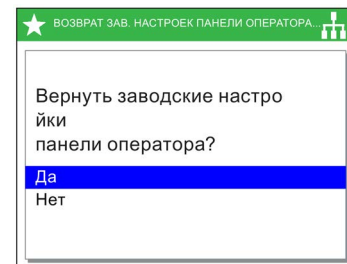 ВОЗВРАТ ЗАВ. НАСТРОЕК ПАНЕЛИ ОПЕРАТОРА...
Вернуть заводские настро
йки
панели оператора?
Да
Нет